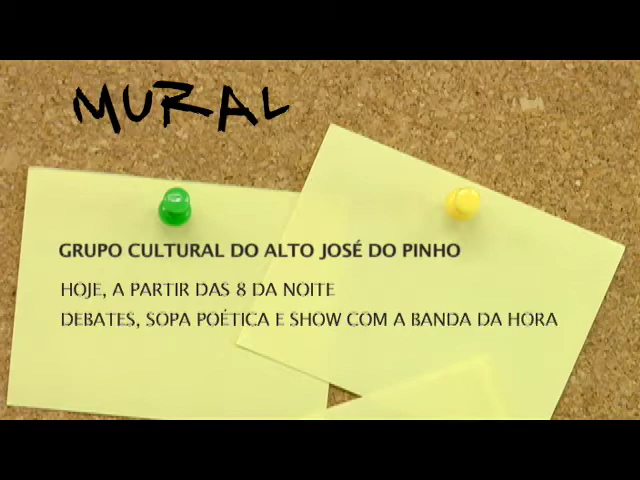 MURAL
GRUPO CULTURAL DO ALTO JOSÉ DO PINHO
HOJE, A PARTIR DAS 8 DA NOITE
DEBATES, SOPA POÉTICA E SHOW COM A BANDA DA HORA